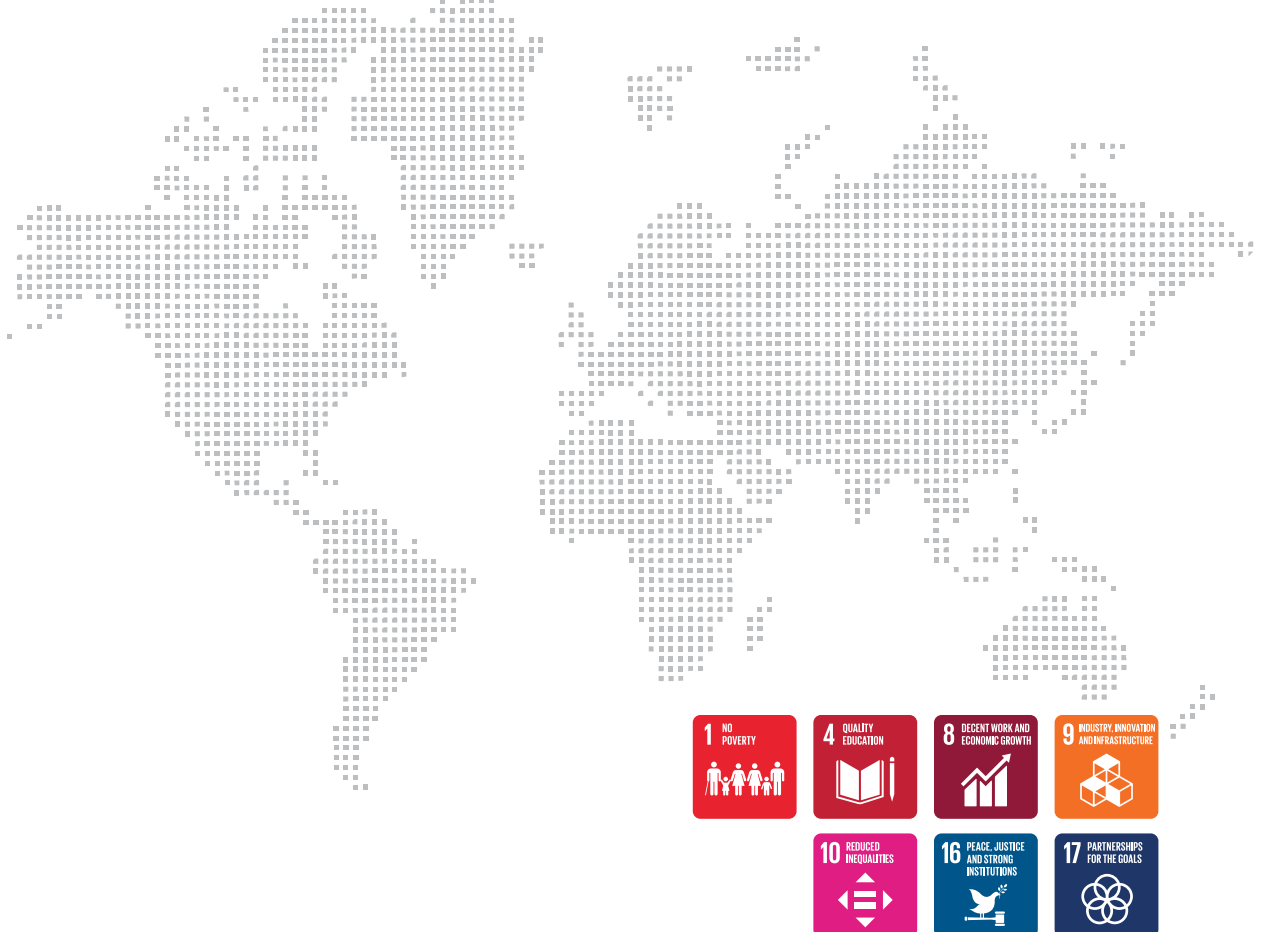 1 NO
POVERTY
4 QUALITY
EDUCATION
8 DECENT WORK AND
ECONOMIC GROWTH
9 INDUSTRY, INNOVATION
AND INFRASTRUCTURE
10 REDUCED
INEQUALITIES
16 PEACE, JUSTICE
AND STRONG
INSTITUTIONS
17 PARTNERSHIPS
FOR THE GOALS